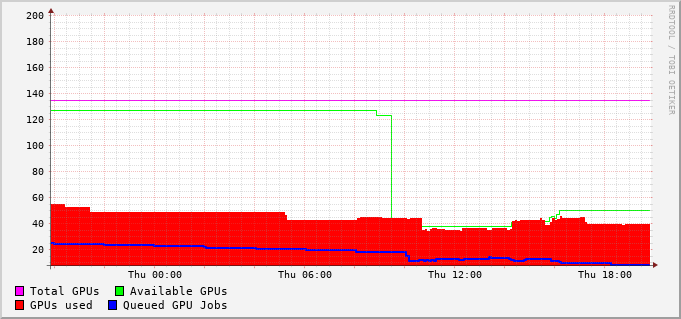 200
180
160
140
120
100
80
60
40
20
Thu 00:00 Thu 06:00 Thu 12:00 Thu 18:00
Total GPUs Available GPUs
GPUs used Queued GPU Jobs
RRDTOOL / TOBI OETIKER